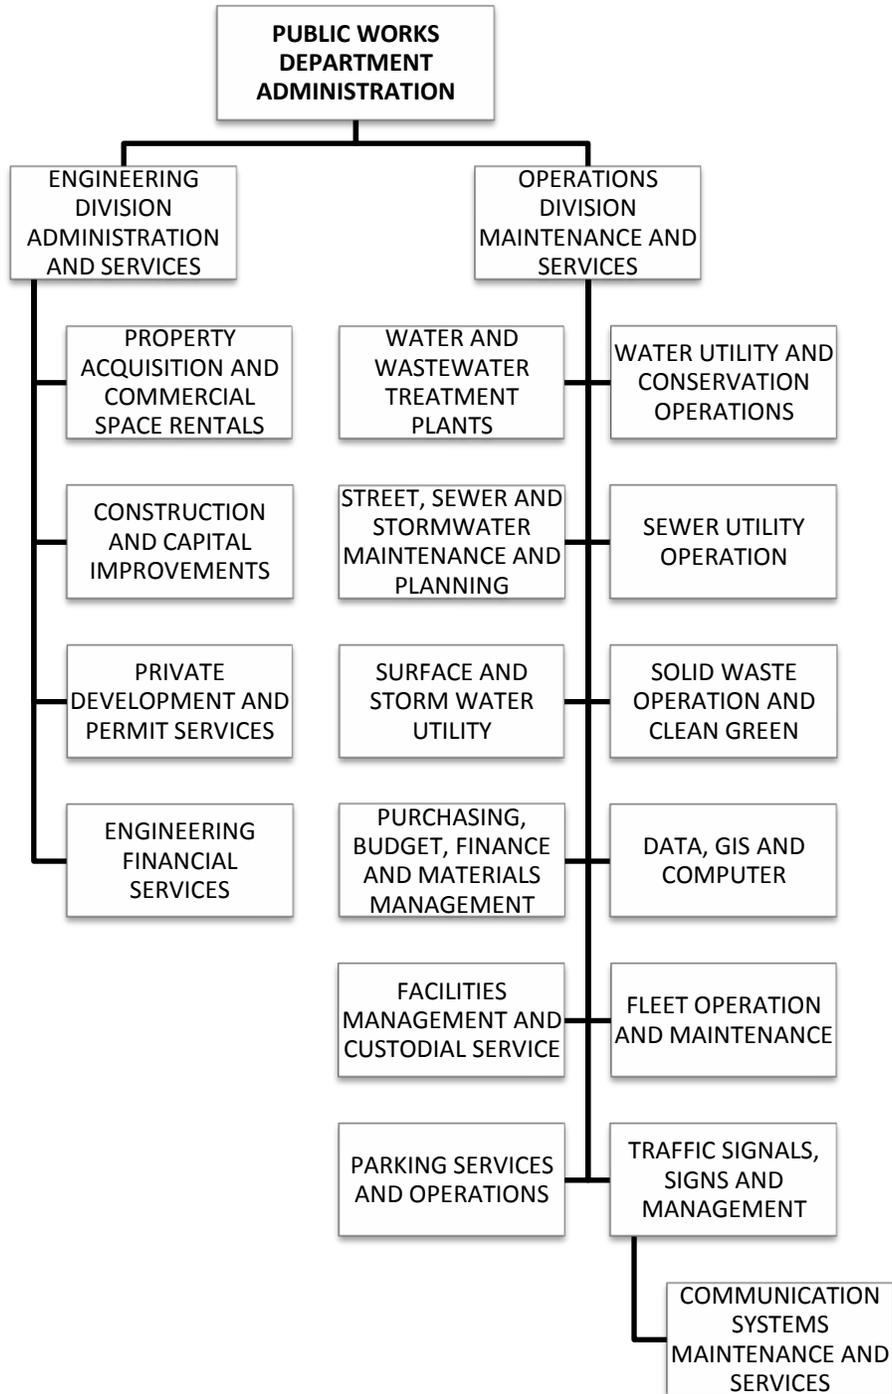 PUBLIC WORKS
DEPARTMENT
ADMINISTRATION
ENGINEERING
DIVISION
ADMINISTRATION
AND SERVICES
OPERATIONS
DIVISION
MAINTENANCE AND
SERVICES
PROPERTY
ACQUISITION AND
COMMERCIAL
SPACE RENTALS
WATER AND
WASTEWATER
TREATMENT
PLANTS
WATER UTILITY AND
CONSERVATION
OPERATIONS
CONSTRUCTION
AND CAPITAL
IMPROVEMENTS
STREET, SEWER AND
STORMWATER
MAINTENANCE AND
PLANNING
SEWER UTILITY
OPERATION
PRIVATE
DEVELOPMENT AND
PERMIT SERVICES
SURFACE AND
STORM WATER
UTILITY
SOLID WASTE
OPERATION AND
CLEAN GREEN
ENGINEERING
FINANCIAL
SERVICES
PURCHASING,
BUDGET, FINANCE
AND MATERIALS
MANAGEMENT
DATA, GIS AND
COMPUTER
FACILITIES
MANAGEMENT AND
CUSTODIAL SERVICE
FLEET OPERATION
AND MAINTENANCE
PARKING SERVICES
AND OPERATIONS
TRAFFIC SIGNALS,
SIGNS AND
MANAGEMENT
COMMUNICATION
SYSTEMS
MAINTENANCE AND
SERVICES